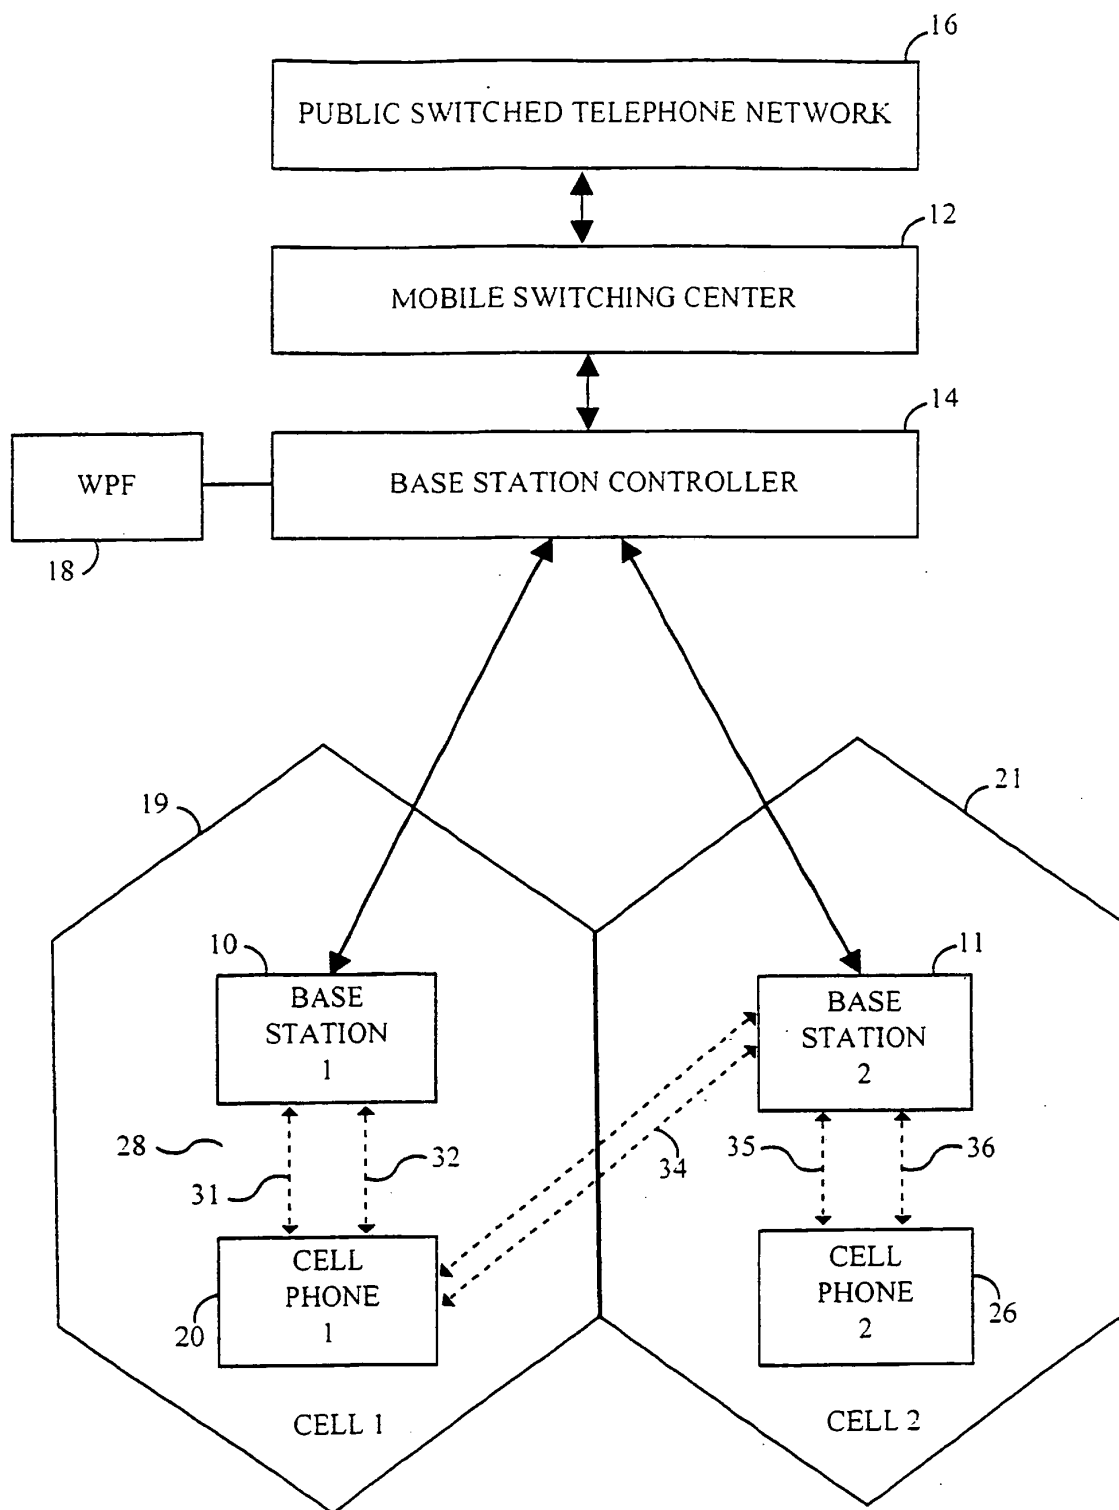 16
PUBLIC SWITCHED TELEPHONE NETWORK
12
MOBILE SWITCHING CENTER
14
WPF
BASE STATION CONTROLLER
18
19
21
10
11
BASE
STATION
1
BASE
STATION
2
28
31
32
34
35
36
CELL
PHONE
1
20
CELL
PHONE
2
26
CELL 1
CELL 2